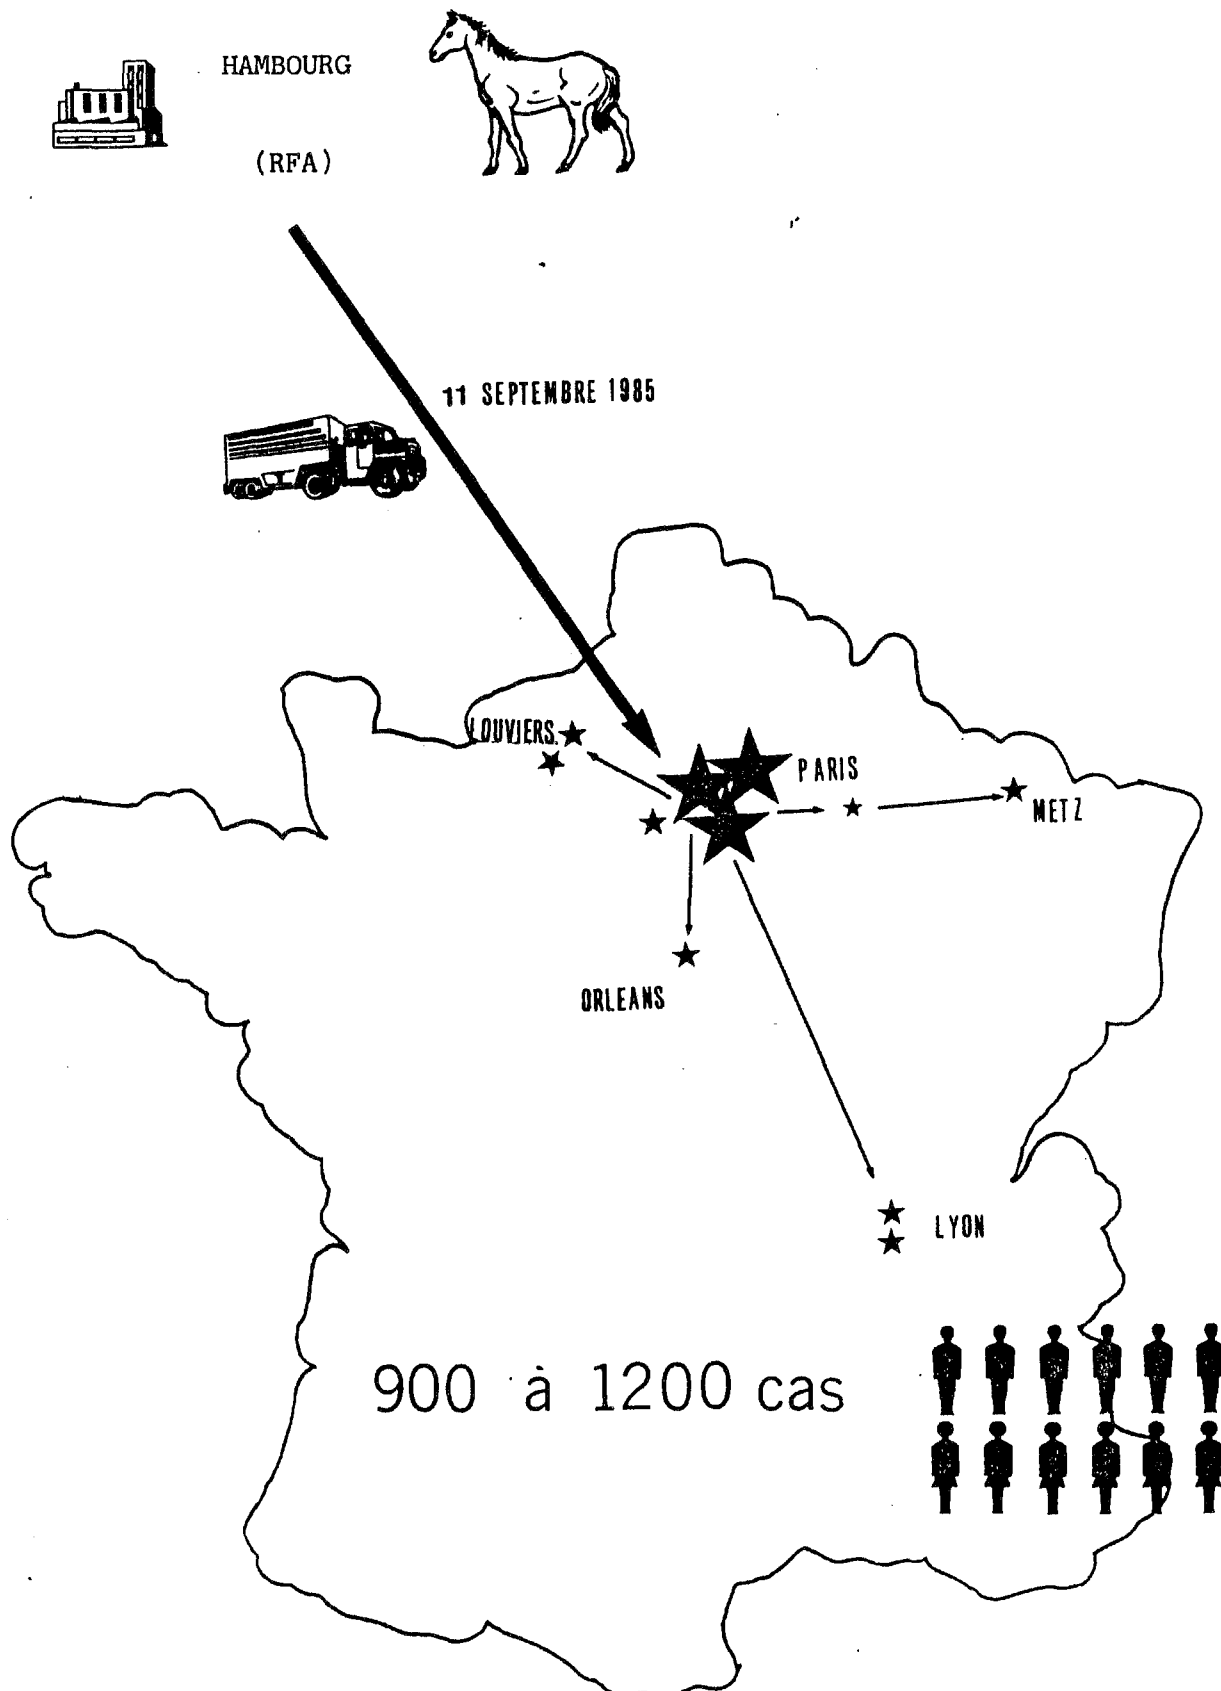 HAMBOURG
(RFA)
11 SEPTEMBRE 1985
LOUVIERS.
PARIS
METZ
ORLEANS
LYON
900 à 1200 cas